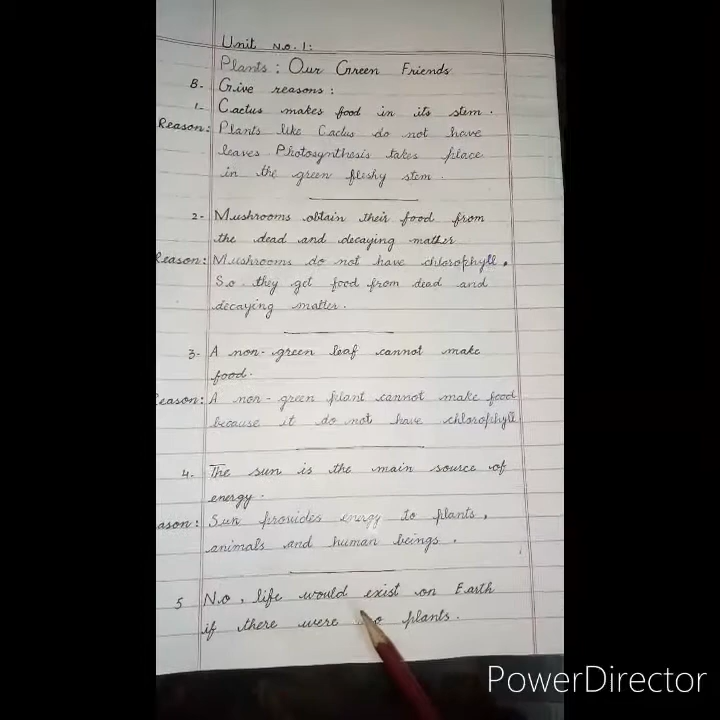 Unit No. 1:
Plants: Our Green Friends
B. Give reasons:
1- Cactus makes food in its stem.
Reason: Plants like Cactus do not have
leaves Photosynthesis takes place
in the green fleshy stem.
2- Mushrooms obtain their food from
the dead and decaying matter
Reason: Mushrooms do not have chlorophyll.
So. they get food from dead and
decaying matter.
3- A non-green leaf cannot make
food.
eason: A non-green plant cannot make food
because it do not have chlorophyll
4. The sun is the main source of
energy.
ason: Sun provides energy to plants,
animals and human beings.
5 No, life would exist on Earth
if there were no plants.
PowerDirector